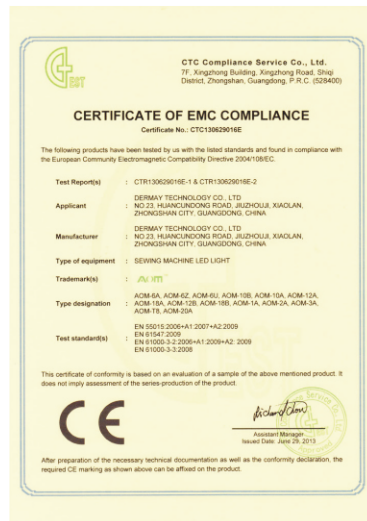 CTC Compliance Service Co., Ltd.
7F, Xingzhong Building, Xingzhong Road, Shiqi
District, Zhongshan, Guangdong, P.R.C. (528400)
CERTIFICATE OF EMC COMPLIANCE
Certificate No.: CTC130629016E
The following products have been tested by us with the listed standards and found in compliance with
the European Community Electromagnetic Compatibility Directive 2004/108/EC.
Test Report(s) : CTR130629016E-1 & CTR130629016E-2
DERMAY TECHNOLOGY CO., LTD
Applicant : NO.23, HUANCUNDONG ROAD, JIUZHOUJI, XIAOLAN,
ZHONGSHAN CITY, GUANGDONG, CHINA
DERMAY TECHNOLOGY CO., LTD
Manufacturer : NO.23, HUANCUNDONG ROAD, JIUZHOUJI, XIAOLAN,
ZHONGSHAN CITY, GUANGDONG, CHINA
Type of equipment : SEWING MACHINE LED LIGHT
Trademark(s) : AOM
AOM-6A, AOM-6Z, AOM-6U, AOM-10B, AOM-10A, AOM-12A,
Type designation : AOM-18A, AOM-12B, AOM-18B, AOM-1A, AOM-2A, AOM-3A,
AOM-T8, AOM-20A
EN 55015:2006+A1:2007+A2:2009
EN 61547:2009
Test standard(s) : EN 61000-3-2:2006+A1:2009+A2: 2009
EN 61000-3-3:2008
This certificate of conformity is based on an evaluation of a sample of the above mentioned product. It
does not imply assessment of the series-production of the product.
CE
Richard chou
Assistant Manager
Issued Date: June 29, 2013
After preparation of the necessary technical documentation as well as the conformity declaration, the
required CE marking as shown above can be affixed on the product.